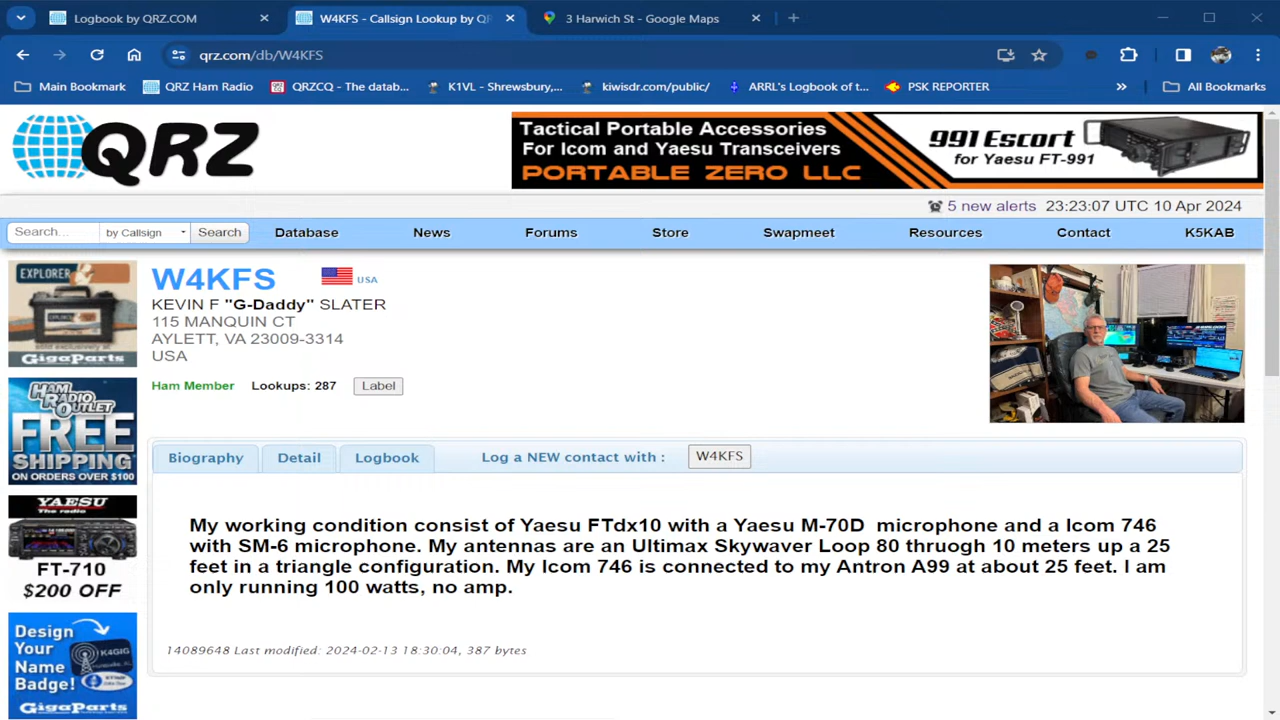 Logbook by QRZ.COM
W4KFS - Callsign Lookup by QR
3 Harwich St - Google Maps
qrz.com/db/W4KFS
Main Bookmark
QRZ Ham Radio
QRZCQ - The datab...
K1VL - Shrewsbury,...
kiwisdr.com/public/
ARRL's Logbook of t...
PSK REPORTER
All Bookmarks
QRZ
Tactical Portable Accessories
For Icom and Yaesu Transceivers
PORTABLE ZERO LLC
991 Escort
for Yaesu FT-991
5 new alerts 23:23:07 UTC 10 Apr 2024
Search...
by Callsign
Search
Database
News
Forums
Store
Swapmeet
Resources
Contact
K5KAB
EXPLORER
GigaParts
W4KFS
USA
KEVIN F "G-Daddy" SLATER
115 MANQUIN CT
AYLETT, VA 23009-3314
USA
Ham Member Lookups: 287 Label
HAM RADIO OUTLET
FREE
SHIPPING
ON ORDERS OVER $100
Biography
Detail
Logbook
Log a NEW contact with :
W4KFS
YAESU
The radio
FT-710
$200 OFF
My working condition consist of Yaesu FTdx10 with a Yaesu M-70D microphone and a Icom 746
with SM-6 microphone. My antennas are an Ultimax Skywaver Loop 80 thruogh 10 meters up a 25
feet in a triangle configuration. My Icom 746 is connected to my Antron A99 at about 25 feet. I am
only running 100 watts, no amp.
Design
Your
Name
Badge!
K4GIG
GigaParts
14089648 Last modified: 2024-02-13 18:30:04, 387 bytes